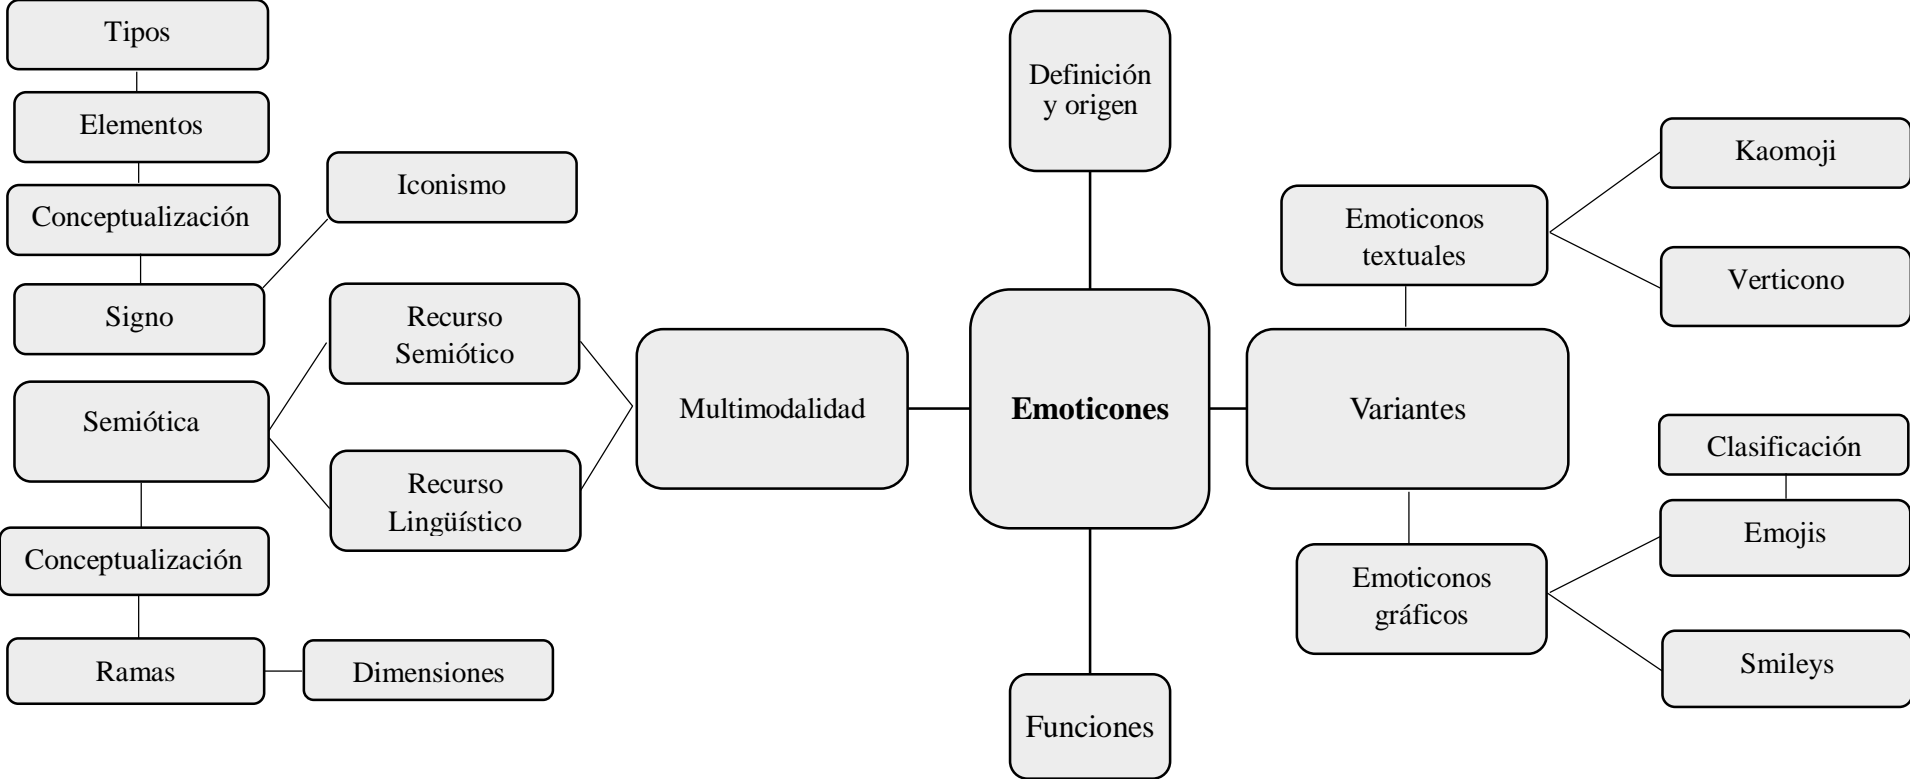 Tipos
Elementos
Conceptualización
Signo
Iconismo
Semiótica
Recurso
Semiótico
Recurso
Lingüístico
Conceptualización
Ramas
Dimensiones
Multimodalidad
Definición
y origen
Emoticones
Funciones
Variantes
Emoticonos
textuales
Kaomoji
Verticono
Emoticonos
gráficos
Clasificación
Emojis
Smileys